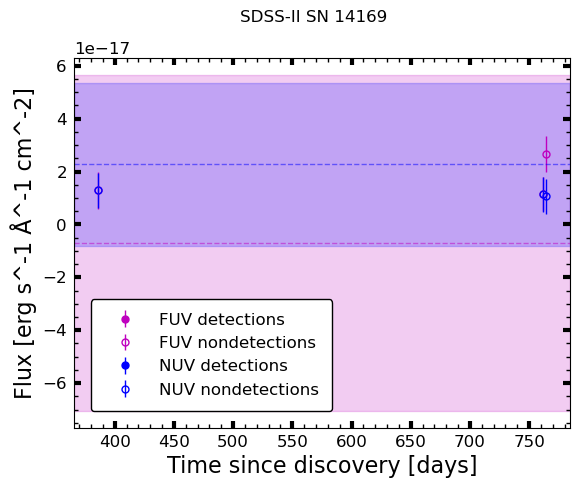 SDSS-II SN 14169
1e−17
6
4
2
0
−2
−4
−6
Flux [erg s^-1 Å^-1 cm^-2]
FUV detections
FUV nondetections
NUV detections
NUV nondetections
400 450 500 550 600 650 700 750
Time since discovery [days]